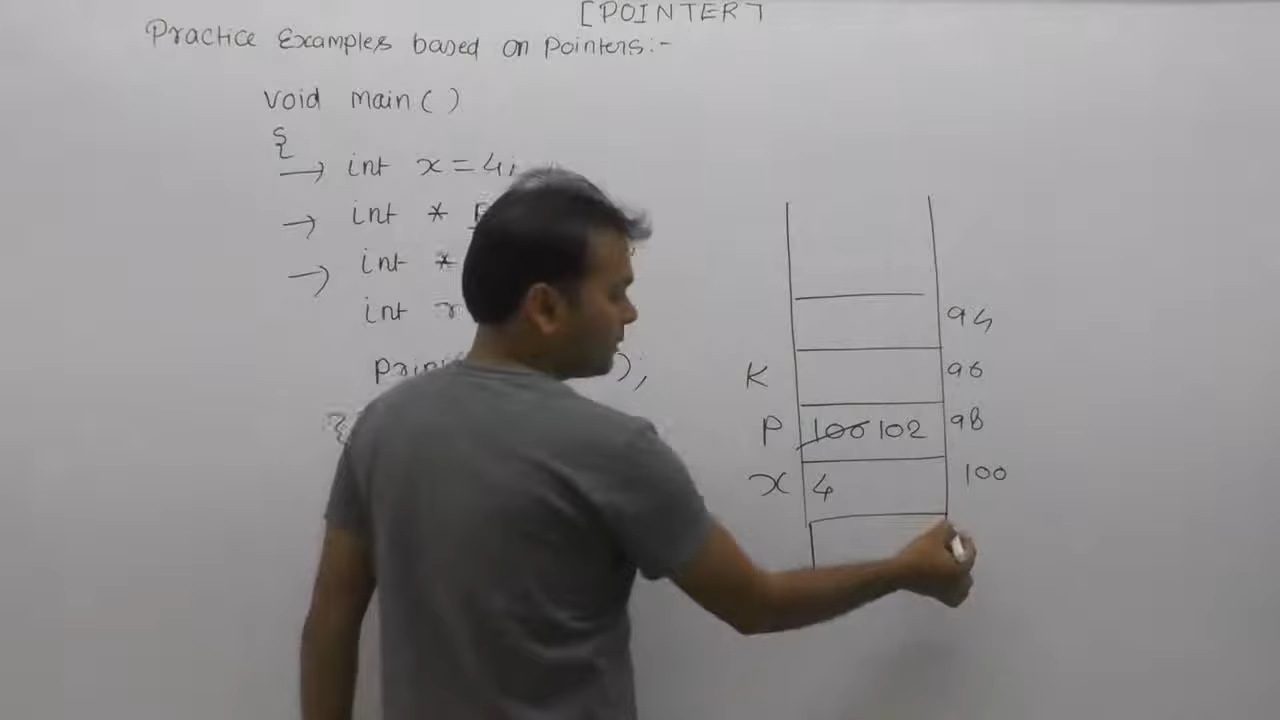 [POINTER]
Practice Examples based on Pointers:-
void main( )
{
→ int x = 4;
→ int *
→ int *
int
);
94
K 96
P 100 102 98
x 4 100